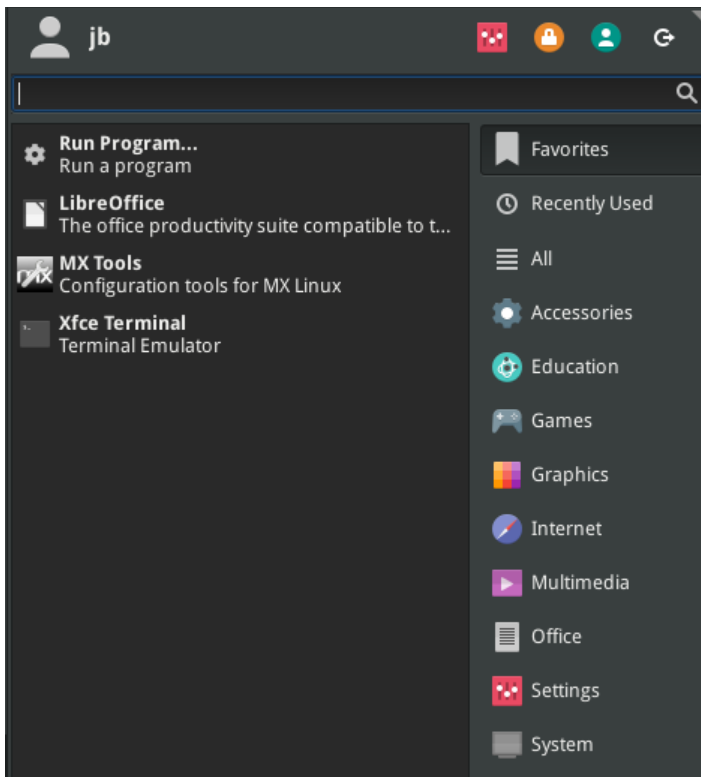 jb
Run Program...
Run a program
LibreOffice
The office productivity suite compatible to t...
MX Tools
Configuration tools for MX Linux
Xfce Terminal
Terminal Emulator
Favorites
Recently Used
All
Accessories
Education
Games
Graphics
Internet
Multimedia
Office
Settings
System